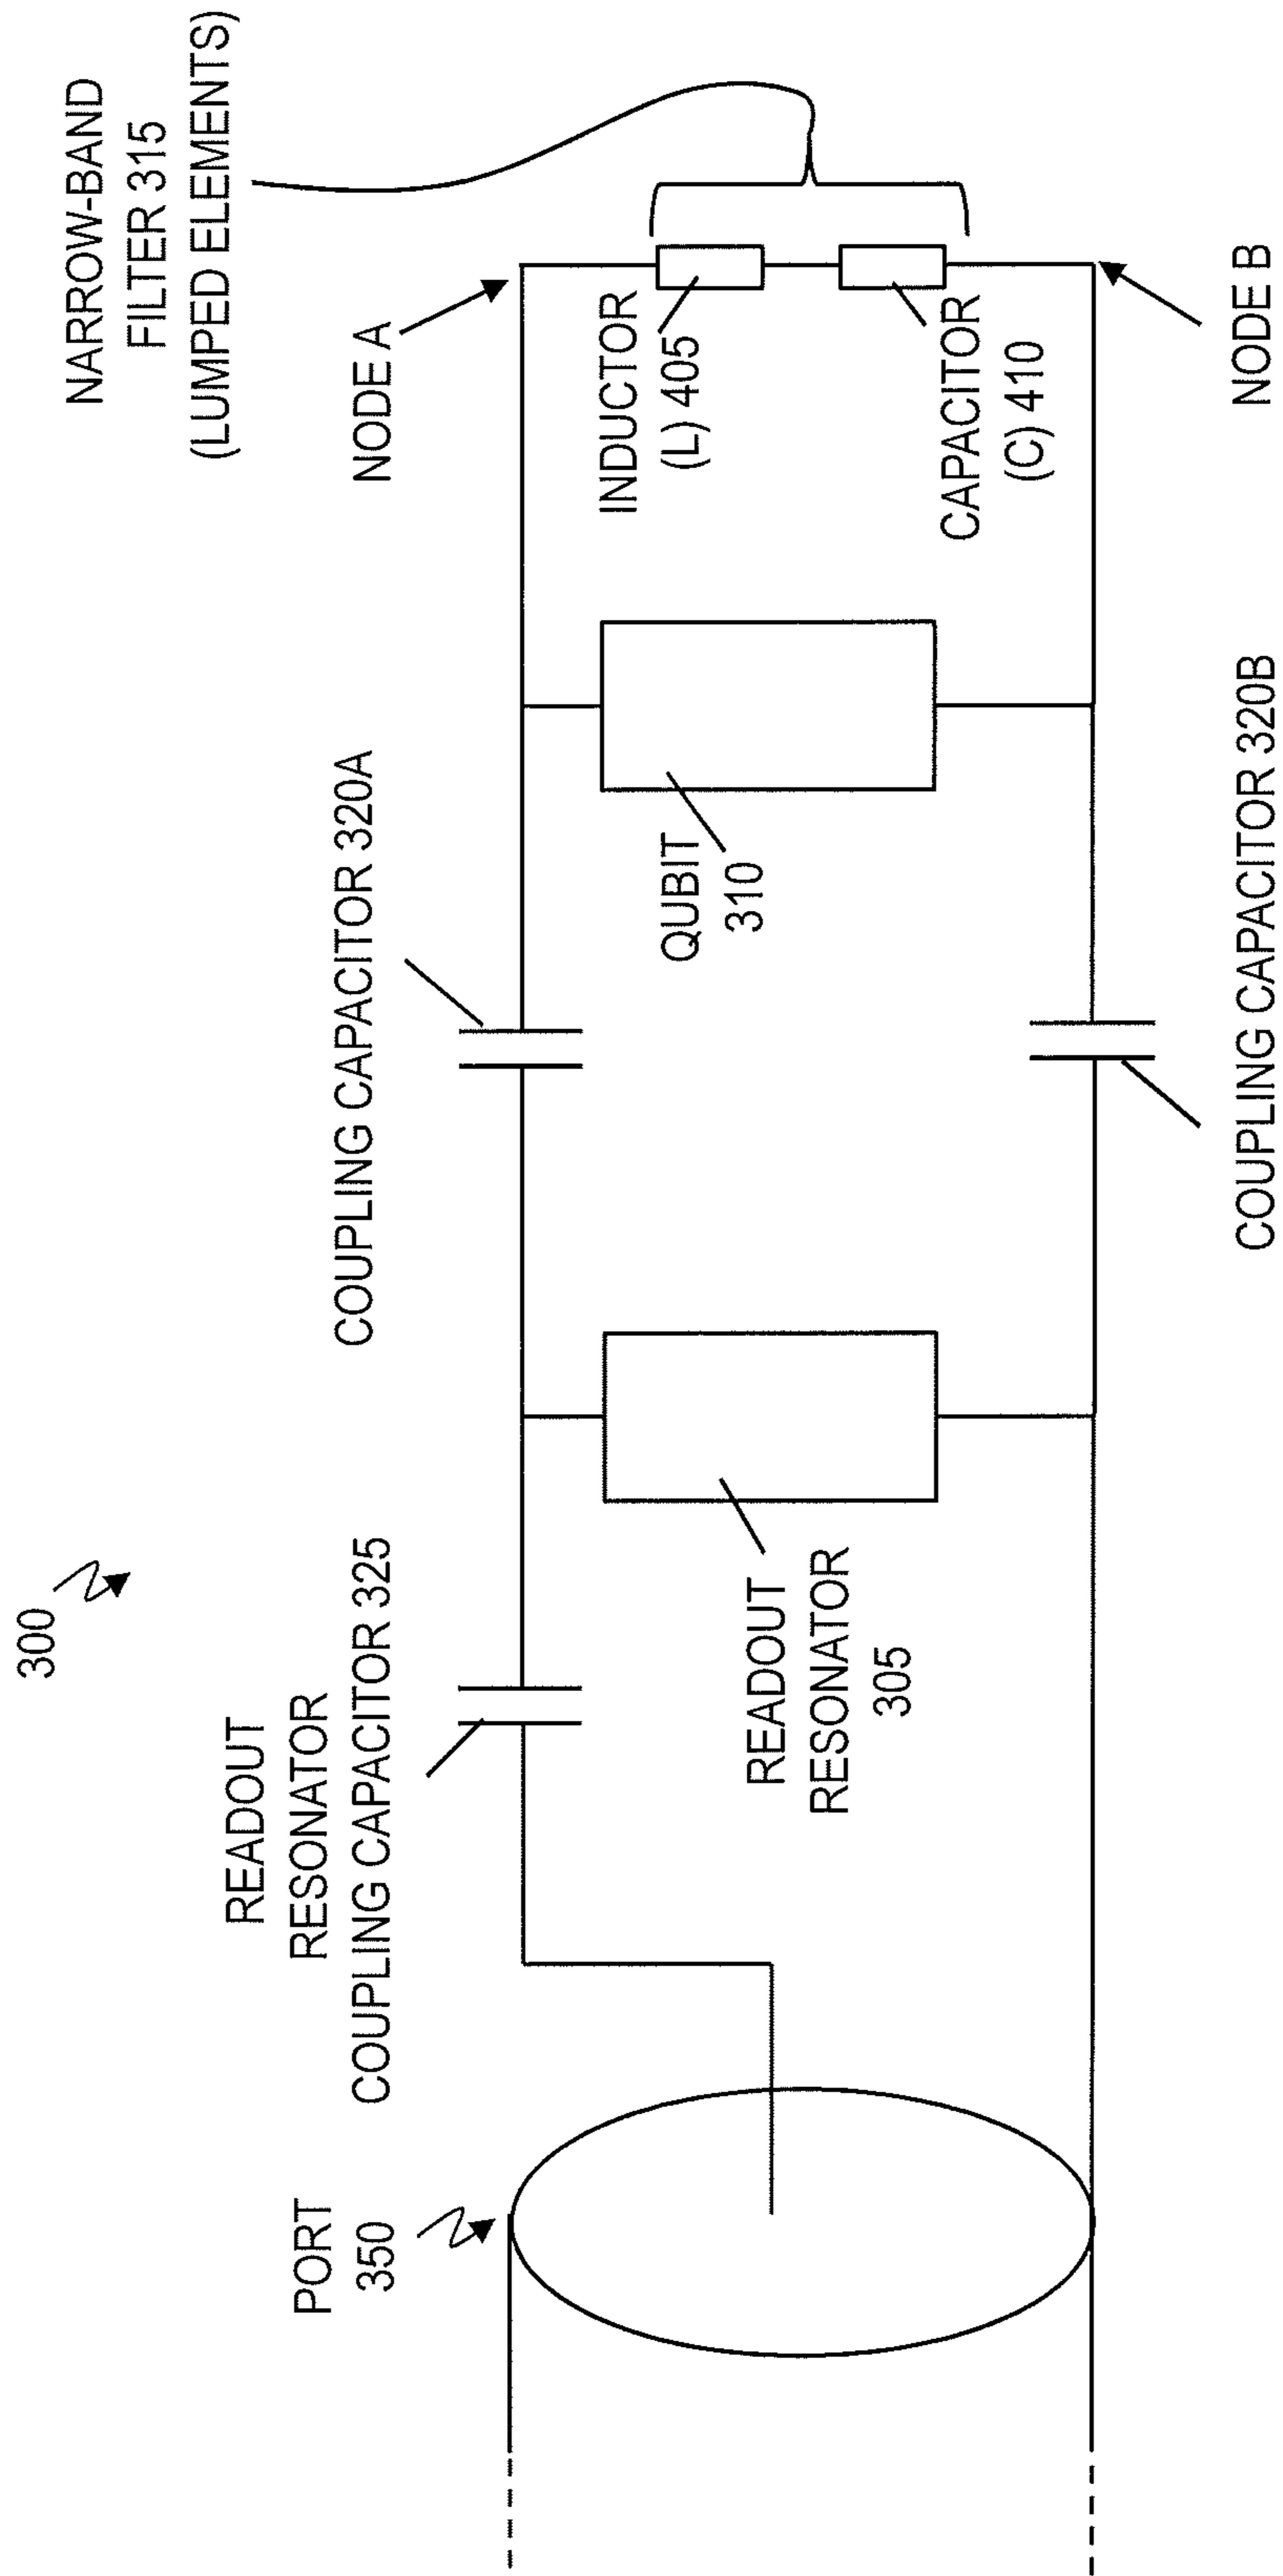 300
PORT
350
READOUT
RESONATOR
COUPLING CAPACITOR 325
READOUT
RESONATOR
305
COUPLING CAPACITOR 320A
QUBIT
310
COUPLING CAPACITOR 320B
NARROW-BAND
FILTER 315
(LUMPED ELEMENTS)
NODE A
INDUCTOR
(L) 405
CAPACITOR
(C) 410
NODE B